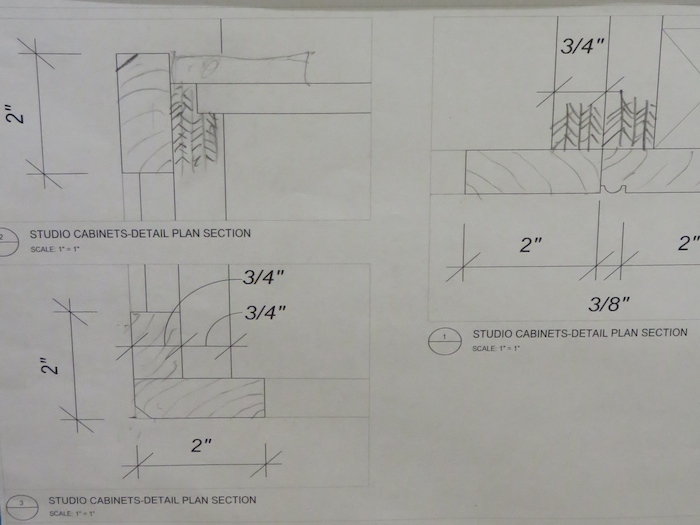 2"
2
STUDIO CABINETS-DETAIL PLAN SECTION
SCALE: 1" = 1"
3/4"
2"
2"
3/8"
1
STUDIO CABINETS-DETAIL PLAN SECTION
SCALE: 1" = 1"
3/4"
3/4"
2"
2"
3
STUDIO CABINETS-DETAIL PLAN SECTION
SCALE: 1" = 1"